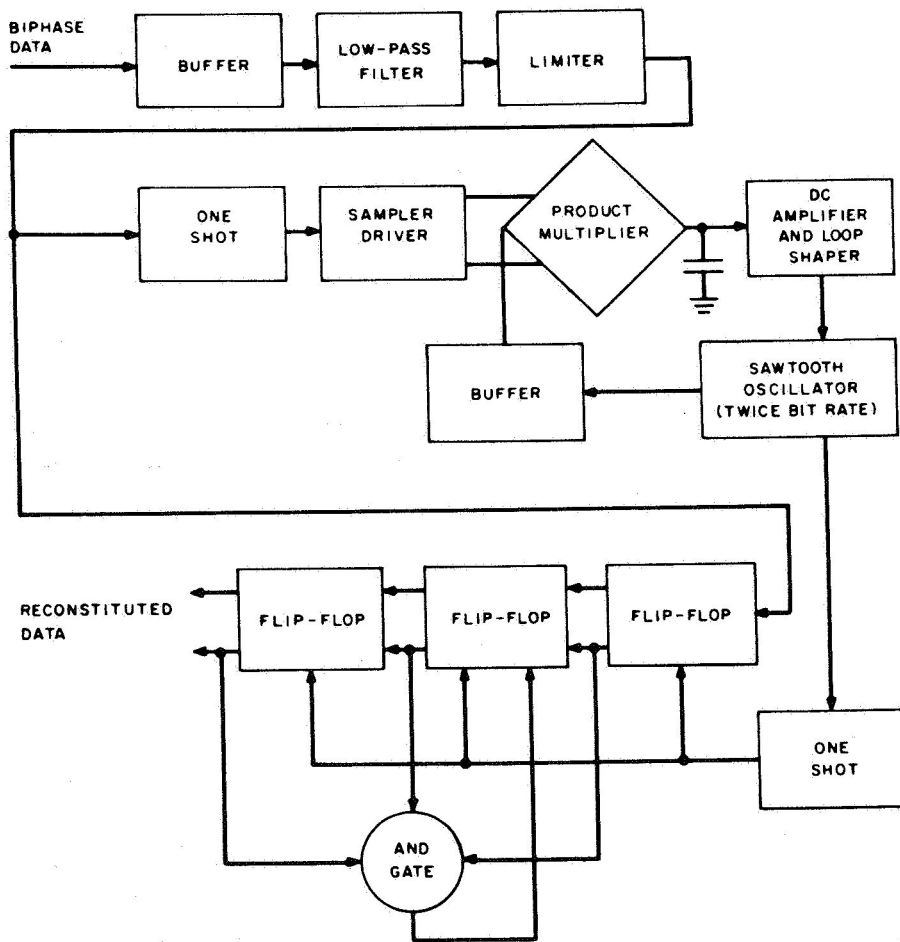 BIPHASE
DATA
BUFFER
LOW-PASS
FILTER
LIMITER
ONE
SHOT
SAMPLER
DRIVER
PRODUCT
MULTIPLIER
DC
AMPLIFIER
AND LOOP
SHAPER
BUFFER
SAWTOOTH
OSCILLATOR
(TWICE BIT RATE)
RECONSTITUTED
DATA
FLIP-FLOP
FLIP-FLOP
FLIP-FLOP
ONE
SHOT
AND
GATE